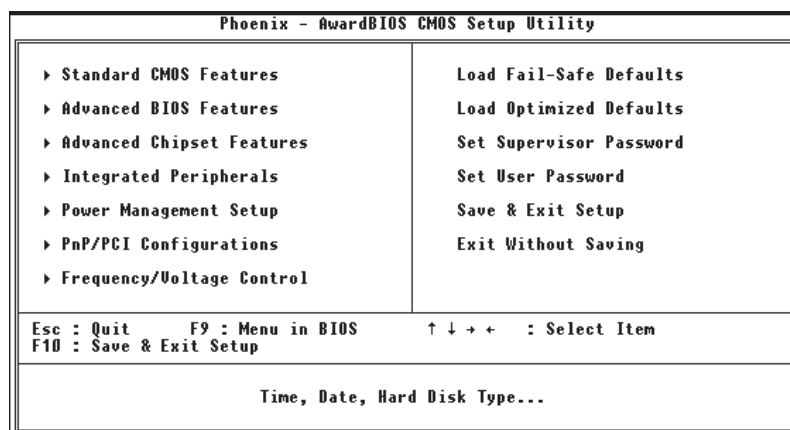 Phoenix - AwardBIOS CMOS Setup Utility
▸ Standard CMOS Features
▸ Advanced BIOS Features
▸ Advanced Chipset Features
▸ Integrated Peripherals
▸ Power Management Setup
▸ PnP/PCI Configurations
▸ Frequency/Voltage Control
Load Fail-Safe Defaults
Load Optimized Defaults
Set Supervisor Password
Set User Password
Save & Exit Setup
Exit Without Saving
Esc : Quit F9 : Menu in BIOS ↑ ↓ → ← : Select Item
F10 : Save & Exit Setup
Time, Date, Hard Disk Type...